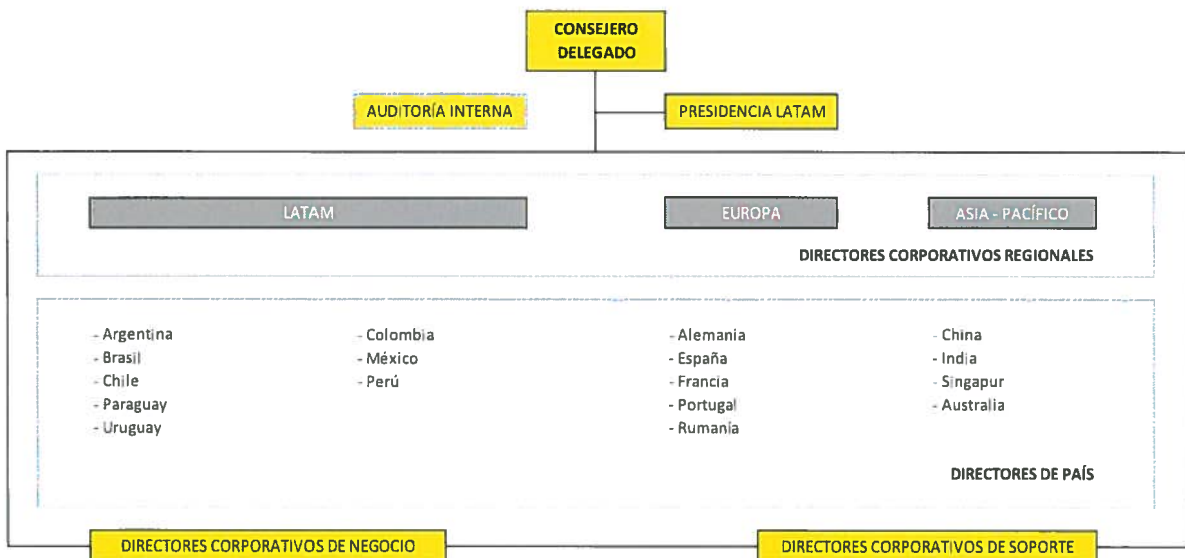 CONSEJERO
DELEGADO
AUDITORÍA INTERNA
PRESIDENCIA LATAM
LATAM
EUROPA
ASIA - PACÍFICO
DIRECTORES CORPORATIVOS REGIONALES
- Argentina
- Brasil
- Chile
- Paraguay
- Uruguay
- Colombia
- México
- Perú
- Alemania
- España
- Francia
- Portugal
- Rumanía
- China
- India
- Singapur
- Australia
DIRECTORES DE PAÍS
DIRECTORES CORPORATIVOS DE NEGOCIO
DIRECTORES CORPORATIVOS DE SOPORTE